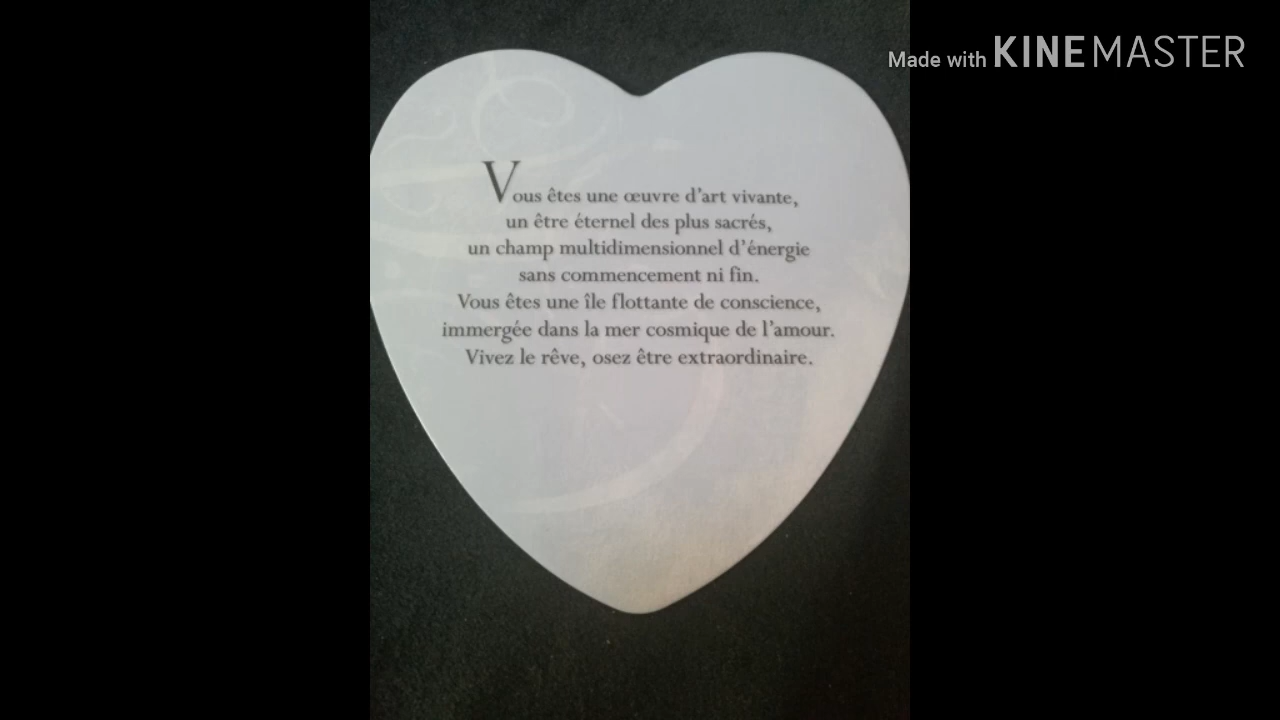 Made with KINEMASTER
Vous êtes une œuvre d’art vivante,
un être éternel des plus sacrés,
un champ multidimensionnel d’énergie
sans commencement ni fin.
Vous êtes une île flottante de conscience,
immergée dans la mer cosmique de l’amour.
Vivez le rêve, osez être extraordinaire.